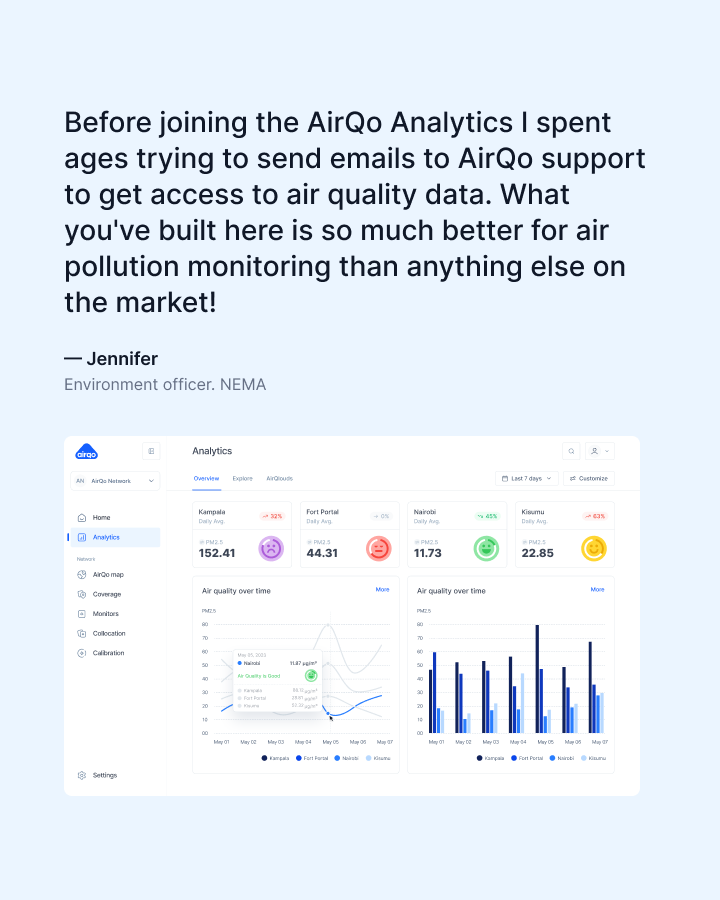 Before joining the AirQo Analytics I spent
ages trying to send emails to AirQo support
to get access to air quality data. What
you've built here is so much better for air
pollution monitoring than anything else on
the market!
— Jennifer
Environment officer. NEMA
airqo
Analytics
AN AirQo Network
Overview Explore AirQlouds
Last 7 days Customize
Home
Analytics
Network
AirQo map
Coverage
Monitors
Collocation
Calibration
Settings
Kampala
Daily Avg.
32%
PM2.5
152.41
Fort Portal
Daily Avg.
0%
PM2.5
44.31
Nairobi
Daily Avg.
45%
PM2.5
11.73
Kisumu
Daily Avg.
63%
PM2.5
22.85
Air quality over time More
PM2.5
80
70
60
50
40
30
20
10
00
May 05, 2022
Nairobi 11.87 µg/m³
Air Quality is Good
Kampala
Fort Portal
Kisumu
May 01 May 02 May 03 May 04 May 05 May 06 May 07
Kampala Fort Portal Nairobi Kisumu
Air quality over time More
PM2.5
80
70
60
50
40
30
20
10
00
May 01 May 02 May 03 May 04 May 05 May 06 May 07
Kampala Fort Portal Nairobi Kisumu